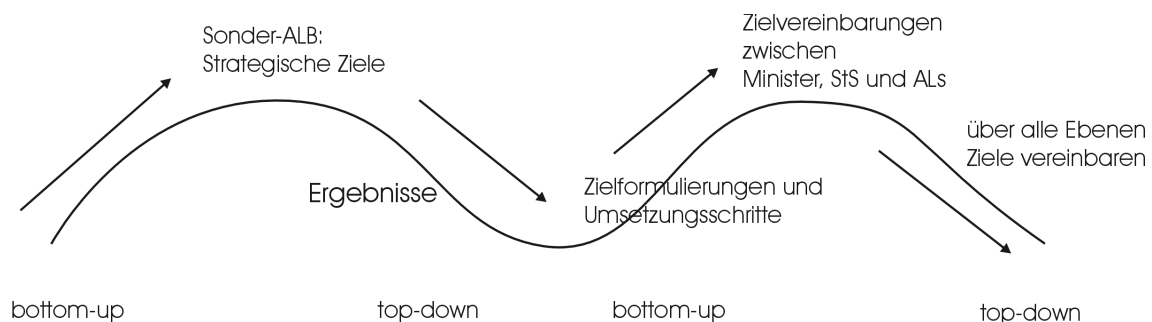 Sonder-ALB:
Strategische Ziele
Zielvereinbarungen
zwischen
Minister, StS und ALs
über alle Ebenen
Ziele vereinbaren
Ergebnisse
Zielformulierungen und
Umsetzungsschritte
bottom-up
top-down
bottom-up
top-down